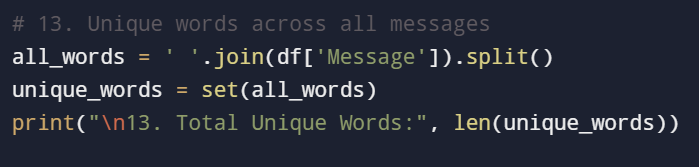 # 13. Unique words across all messages
all_words = ' '.join(df['Message']).split()
unique_words = set(all_words)
print("\n13. Total Unique Words:", len(unique_words))